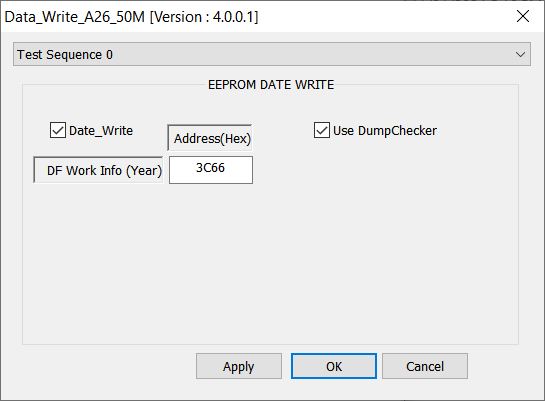 Data_Write_A26_50M [Version : 4.0.0.1]
Test Sequence 0
EEPROM DATE WRITE
Date_Write
Address(Hex)
Use DumpChecker
DF Work Info (Year)
3C66
Apply
OK
Cancel